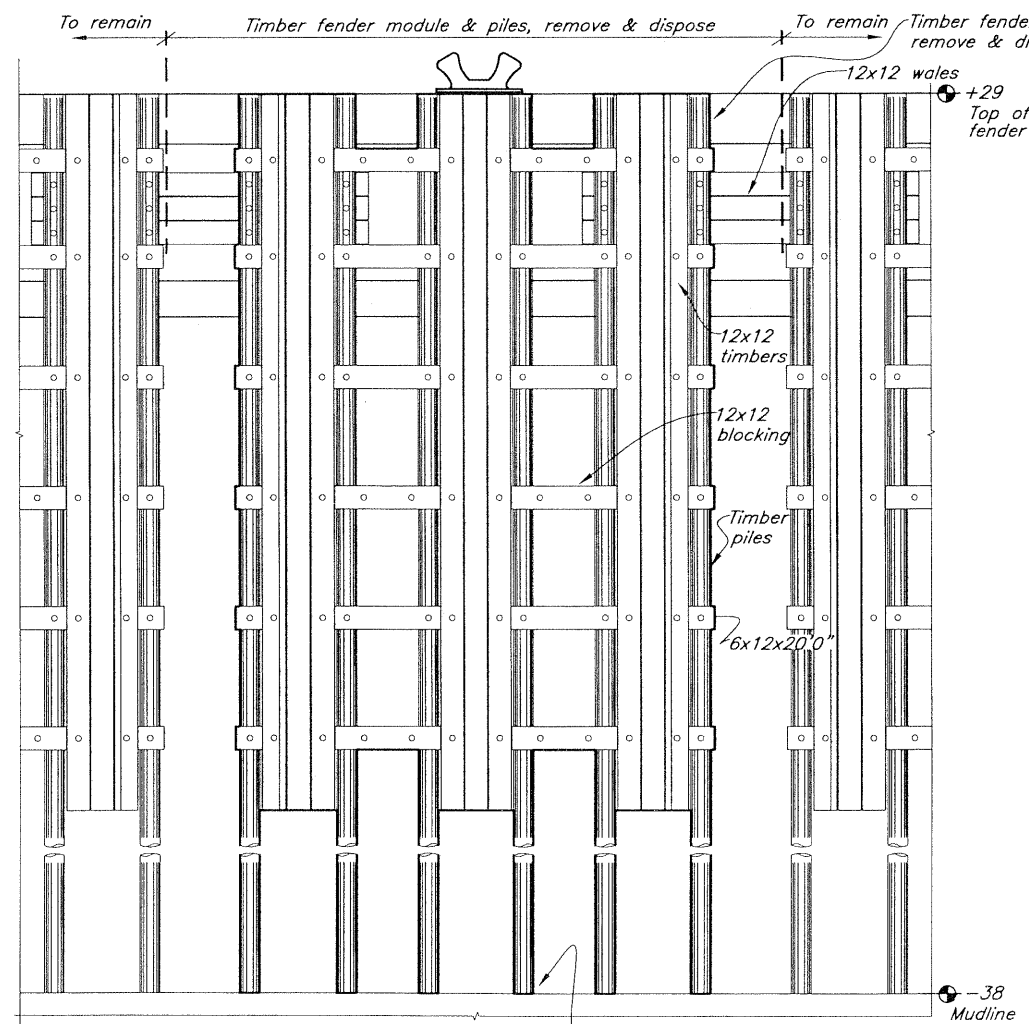 To remain
Timber fender module & piles, remove & dispose
To remain
Timber fende
remove & di
12x12 wales
+29
Top of
fender
12x12
timbers
12x12
blocking
Timber
piles
6x12x20'0"
-38
Mudline